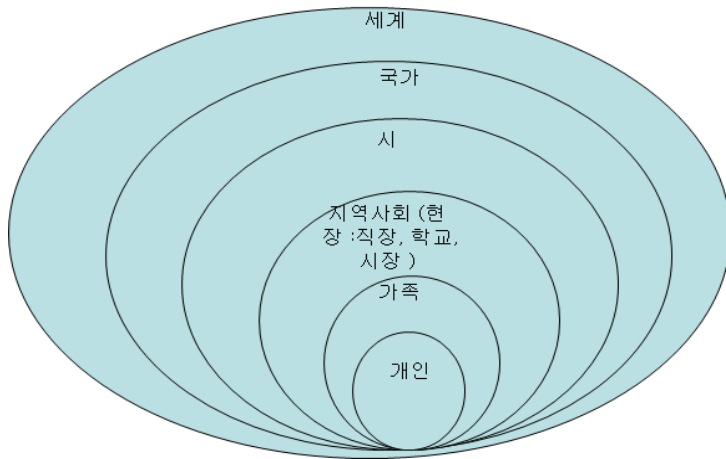 세계
국가
시
지역사회 (현
장 :직장, 학교,
시장 )
가족
개인